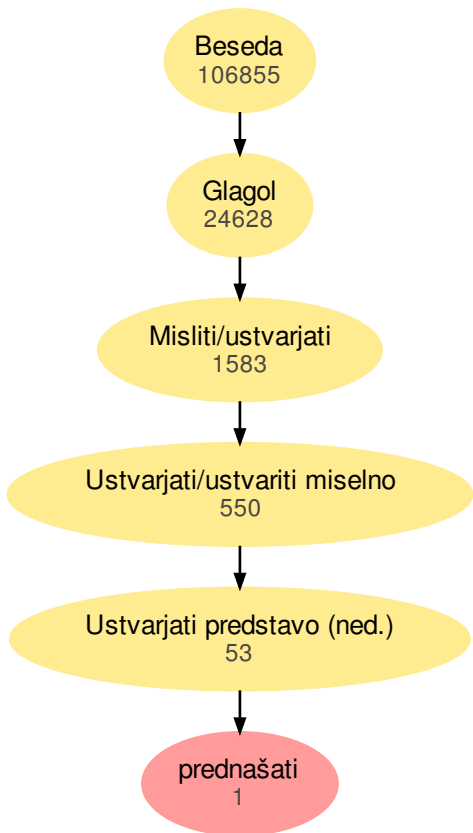 Beseda
106855
Glagol
24628
Misliti/ustvarjati
1583
Ustvarjati/ustvariti miselno
550
Ustvarjati predstavo (ned.)
53
prednašati
1